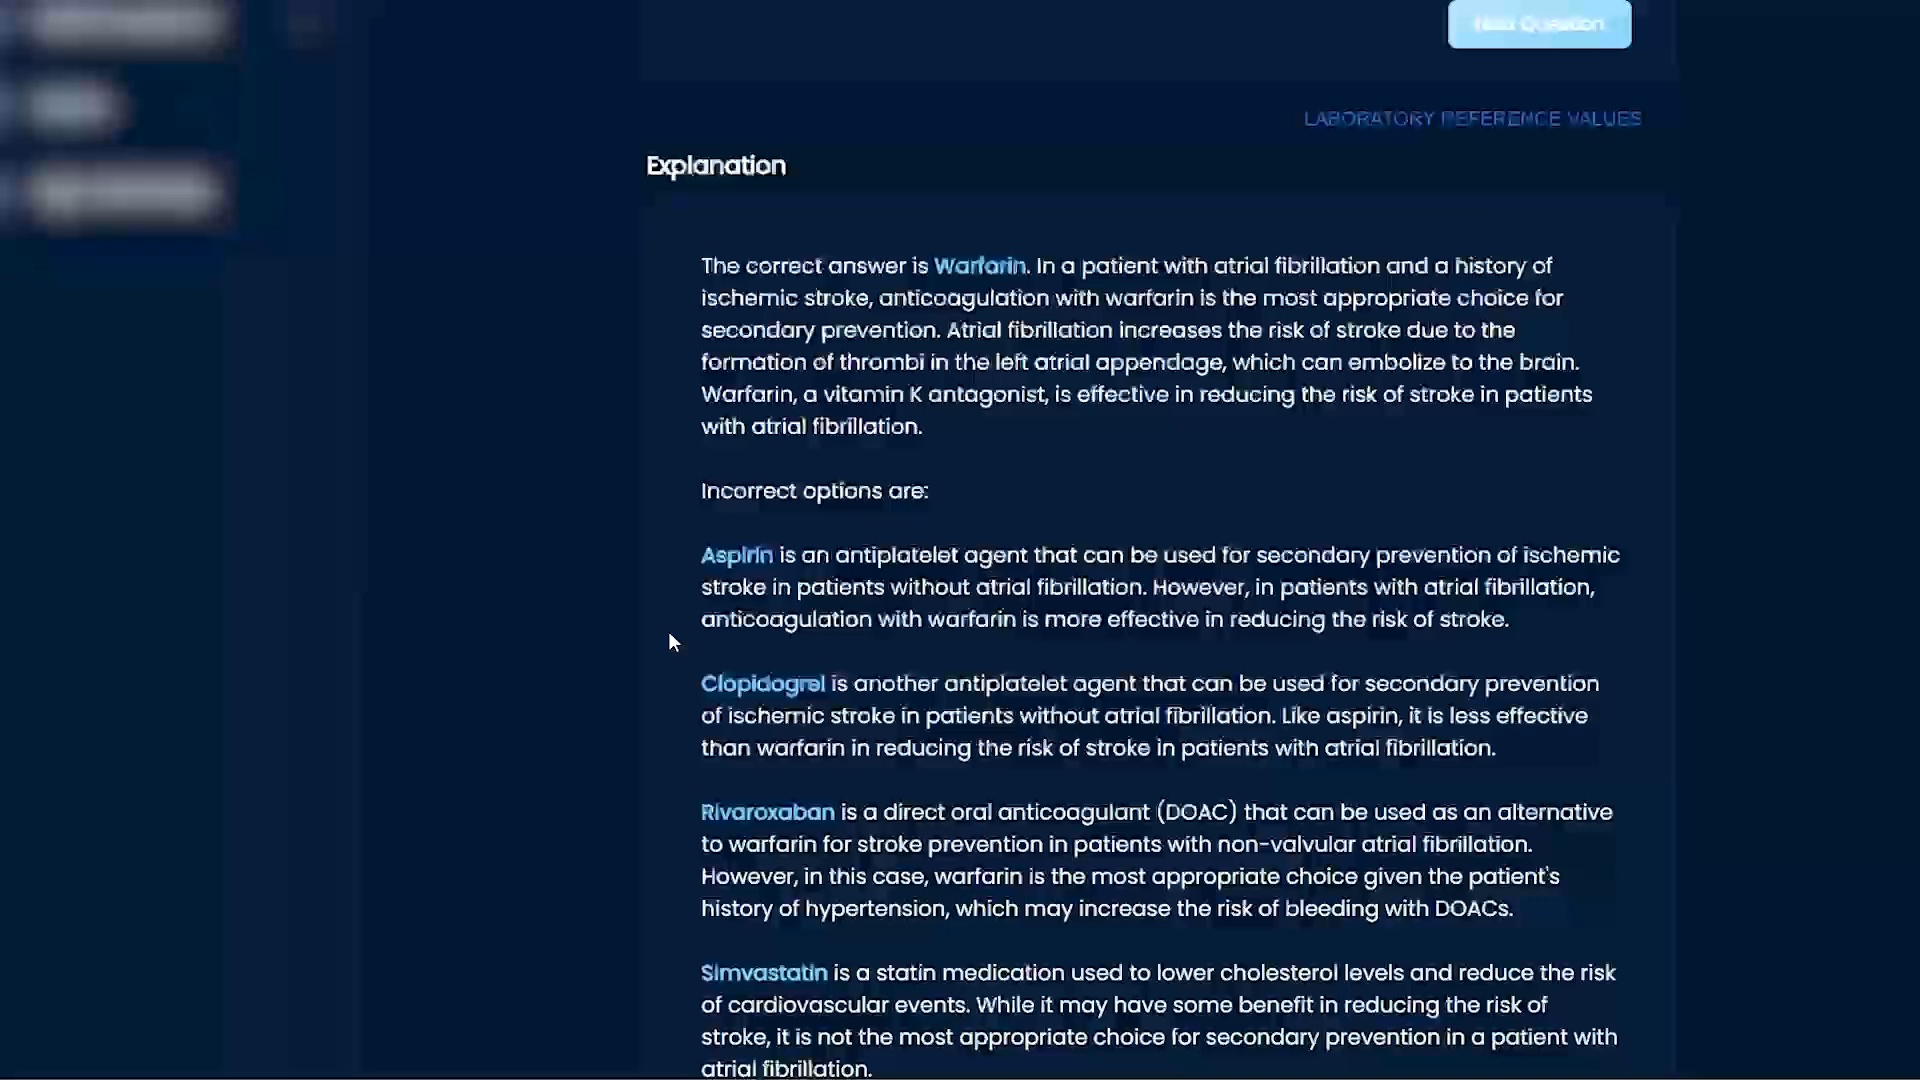 Next Question
LABORATORY REFERENCE VALUES
Explanation
The correct answer is Warfarin. In a patient with atrial fibrillation and a history of
ischemic stroke, anticoagulation with warfarin is the most appropriate choice for
secondary prevention. Atrial fibrillation increases the risk of stroke due to the
formation of thrombi in the left atrial appendage, which can embolize to the brain.
Warfarin, a vitamin K antagonist, is effective in reducing the risk of stroke in patients
with atrial fibrillation.
Incorrect options are:
Aspirin is an antiplatelet agent that can be used for secondary prevention of ischemic
stroke in patients without atrial fibrillation. However, in patients with atrial fibrillation,
anticoagulation with warfarin is more effective in reducing the risk of stroke.
Clopidogrel is another antiplatelet agent that can be used for secondary prevention
of ischemic stroke in patients without atrial fibrillation. Like aspirin, it is less effective
than warfarin in reducing the risk of stroke in patients with atrial fibrillation.
Rivaroxaban is a direct oral anticoagulant (DOAC) that can be used as an alternative
to warfarin for stroke prevention in patients with non-valvular atrial fibrillation.
However, in this case, warfarin is the most appropriate choice given the patient's
history of hypertension, which may increase the risk of bleeding with DOACs.
Simvastatin is a statin medication used to lower cholesterol levels and reduce the risk
of cardiovascular events. While it may have some benefit in reducing the risk of
stroke, it is not the most appropriate choice for secondary prevention in a patient with
atrial fibrillation.